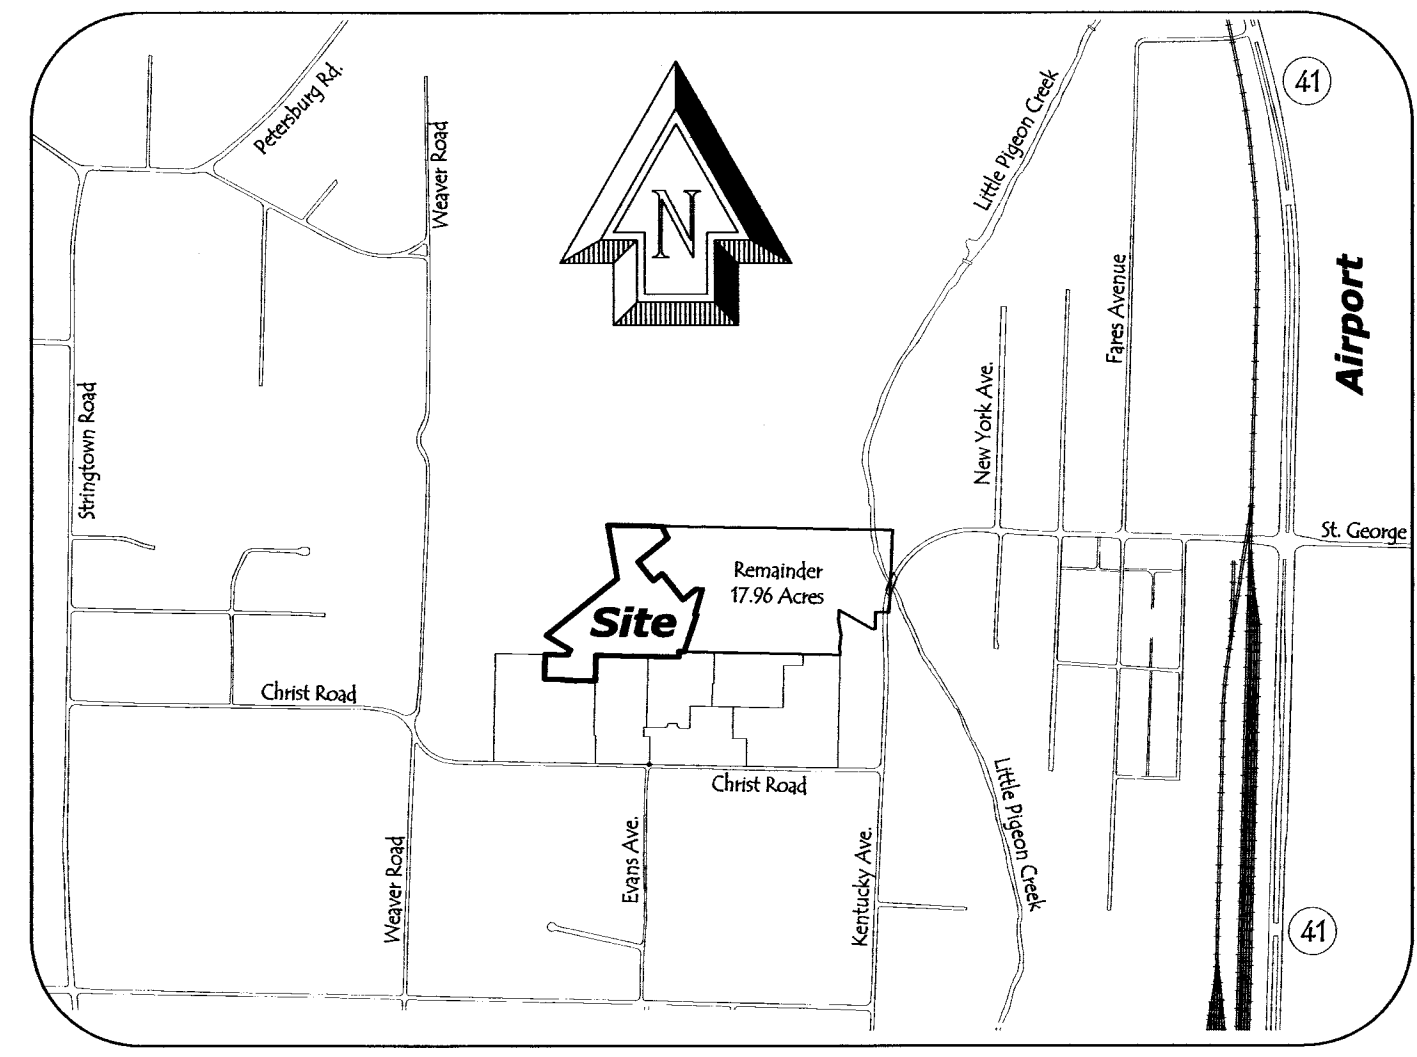 41
Petersburg Rd.
Little Pigeon Creek
Weaver Road
N
Airport
Fares Avenue
New York Ave.
Stringtown Road
St. George
Remainder
17.96 Acres
Site
Christ Road
Christ Road
Little Pigeon Creek
Evans Ave.
Kentucky Ave.
Weaver Road
41